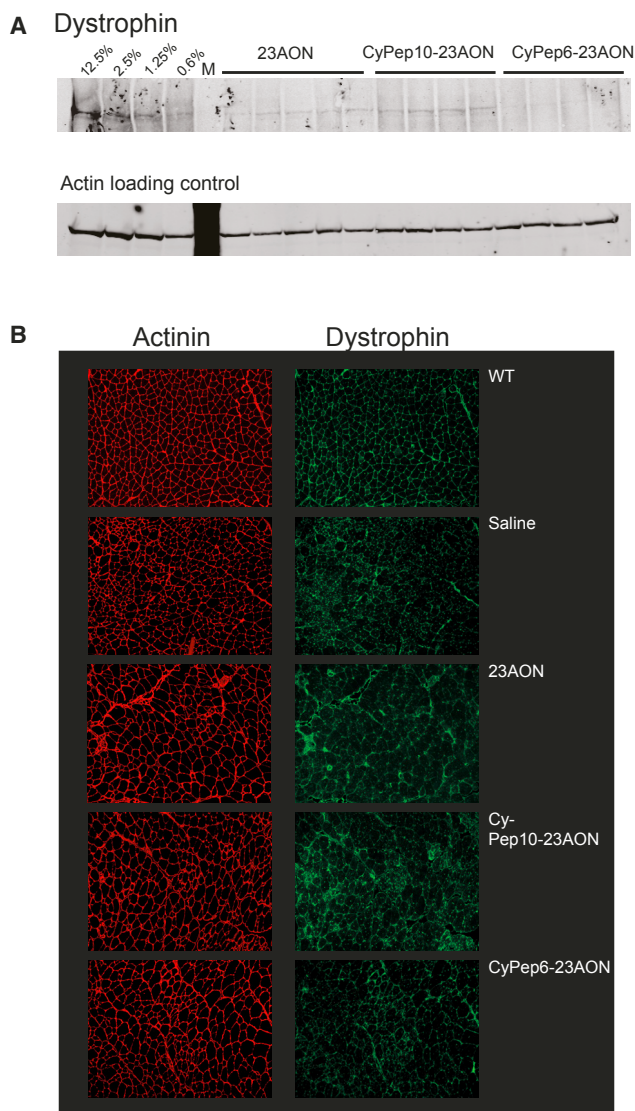 A
Dystrophin
12.5% 2.5% 1.25% 0.6% M 23AON CyPep10-23AON CyPep6-23AON
Actin loading control
B
Actinin Dystrophin
WT
Saline
23AON
Cy-
Pep10-23AON
CyPep6-23AON